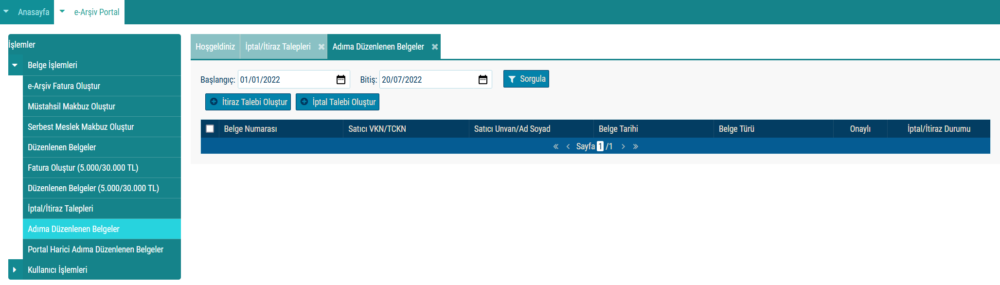 Anasayfa
e-Arşiv Portal
İşlemler
Belge İşlemleri
e-Arşiv Fatura Oluştur
Müstahsil Makbuz Oluştur
Serbest Meslek Makbuz Oluştur
Düzenlenen Belgeler
Fatura Oluştur (5.000/30.000 TL)
Düzenlenen Belgeler (5.000/30.000 TL)
İptal/İtiraz Talepleri
Adıma Düzenlenen Belgeler
Portal Harici Adıma Düzenlenen Belgeler
Kullanıcı İşlemleri
Hoşgeldiniz İptal/İtiraz Talepleri Adıma Düzenlenen Belgeler
Başlangıç: 01/01/2022 Bitiş: 20/07/2022 Sorgula
İtiraz Talebi Oluştur İptal Talebi Oluştur
Belge Numarası Satıcı VKN/TCKN Satıcı Unvan/Ad Soyad Belge Tarihi Belge Türü Onaylı İptal/İtiraz Durumu
Sayfa 1 /1